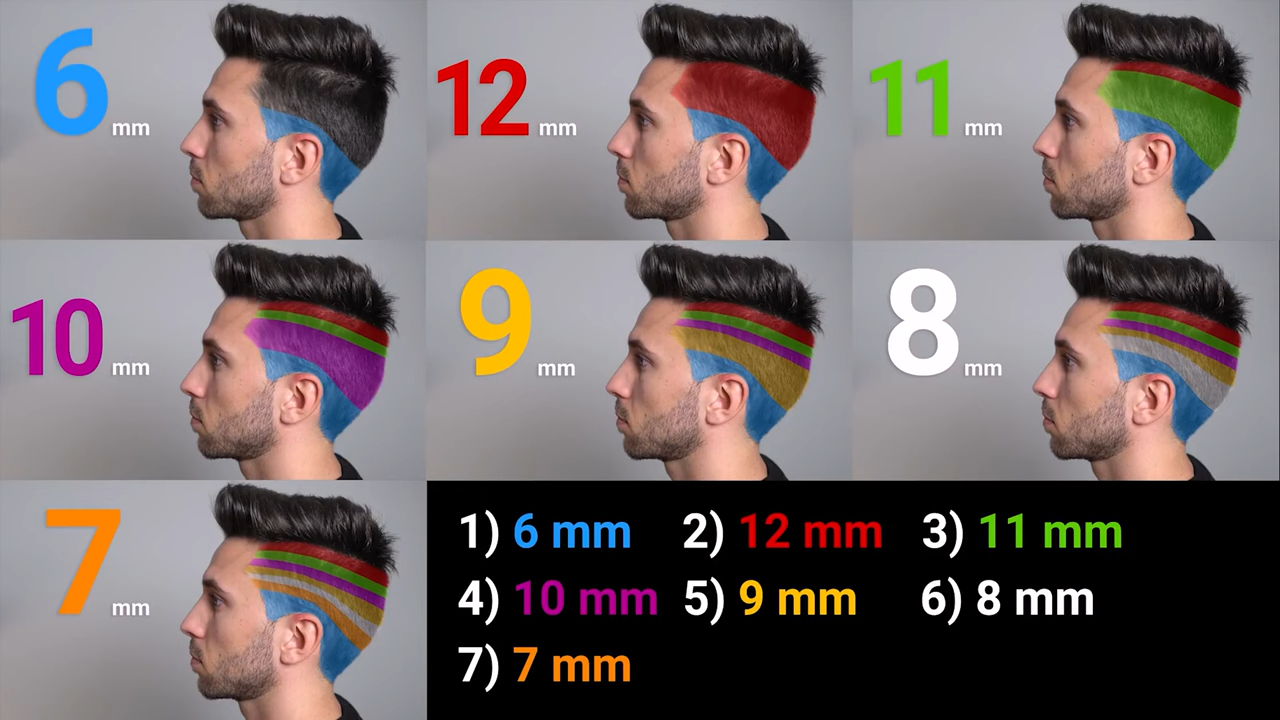 6 mm
12 mm
11 mm
10 mm
9 mm
8 mm
7 mm
1) 6 mm 2) 12 mm 3) 11 mm
4) 10 mm 5) 9 mm 6) 8 mm
7) 7 mm